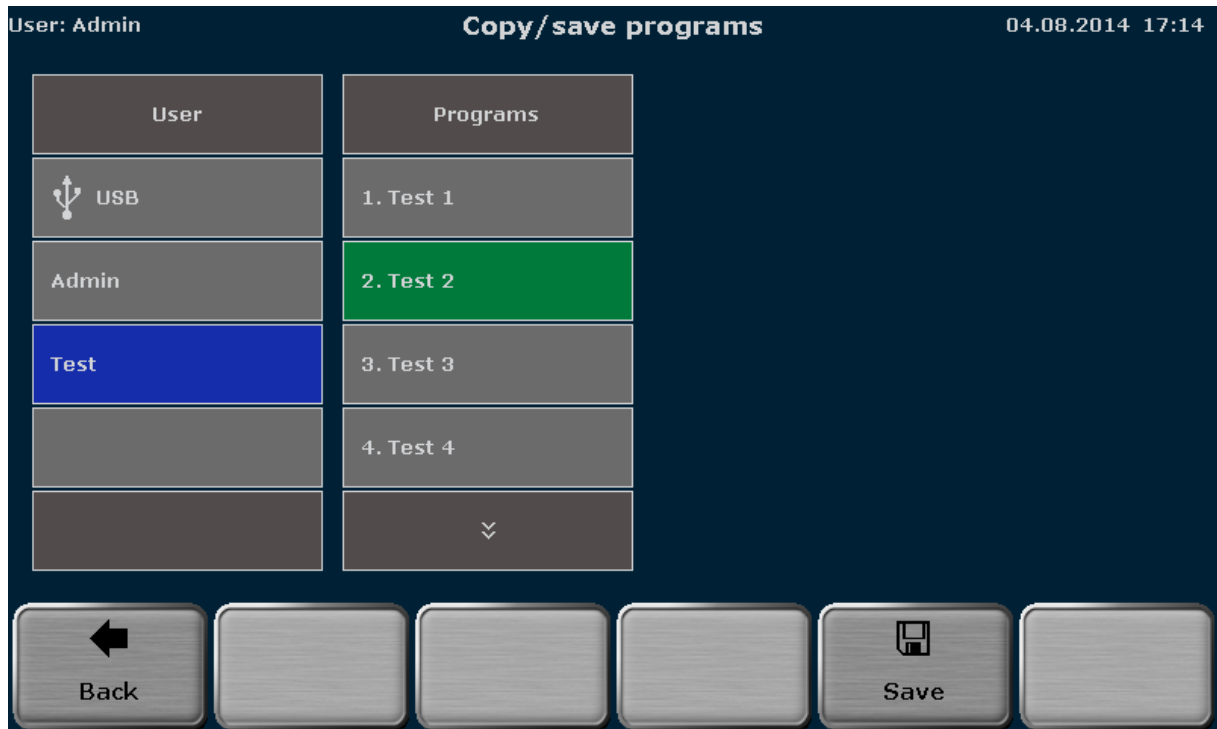 User: Admin
Copy/save programs
04.08.2014 17:14
User
Programs
USB
1. Test 1
Admin
2. Test 2
Test
3. Test 3
4. Test 4
Back
Save